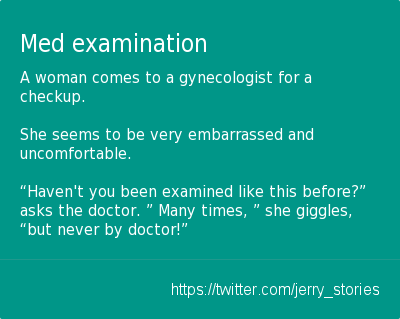 Med examination
A woman comes to a gynecologist for a
checkup.
She seems to be very embarrassed and
uncomfortable.
“Haven't you been examined like this before?”
asks the doctor. ” Many times, ” she giggles,
“but never by doctor!”
https://twitter.com/jerry_stories